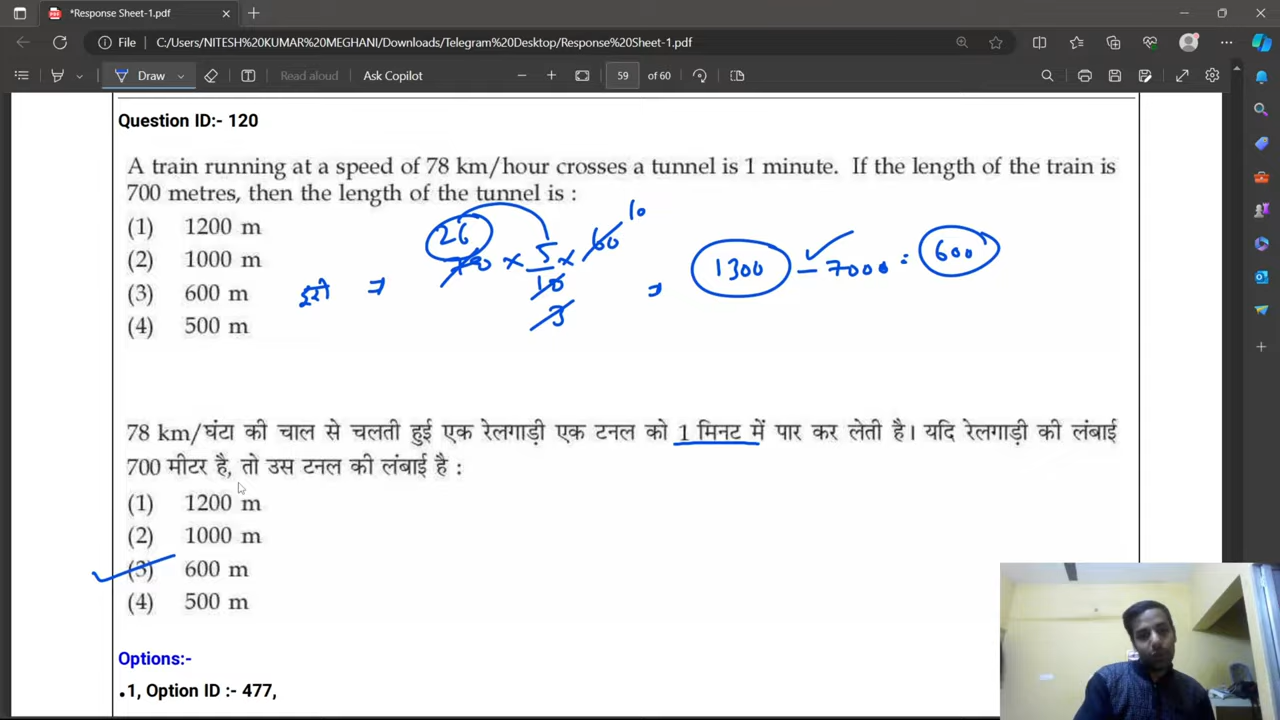 *Response Sheet-1.pdf
File C:/Users/NITESH%20KUMAR%20MEGHANI/Downloads/Telegram%20Desktop/Response%20Sheet-1.pdf
Draw Read aloud Ask Copilot 59 of 60
Question ID:- 120
A train running at a speed of 78 km/hour crosses a tunnel is 1 minute. If the length of the train is
700 metres, then the length of the tunnel is :
(1) 1200 m
(2) 1000 m
(3) 600 m
(4) 500 m
26
5 × 60 10
3
1300 – 7000 = 600
78 km/घंटा की चाल से चलती हुई एक रेलगाड़ी एक टनल को 1 मिनट में पार कर लेती है। यदि रेलगाड़ी की लंबाई
700 मीटर है, तो उस टनल की लंबाई है :
(1) 1200 m
(2) 1000 m
(3) 600 m
(4) 500 m
Options:-
.1, Option ID :- 477,